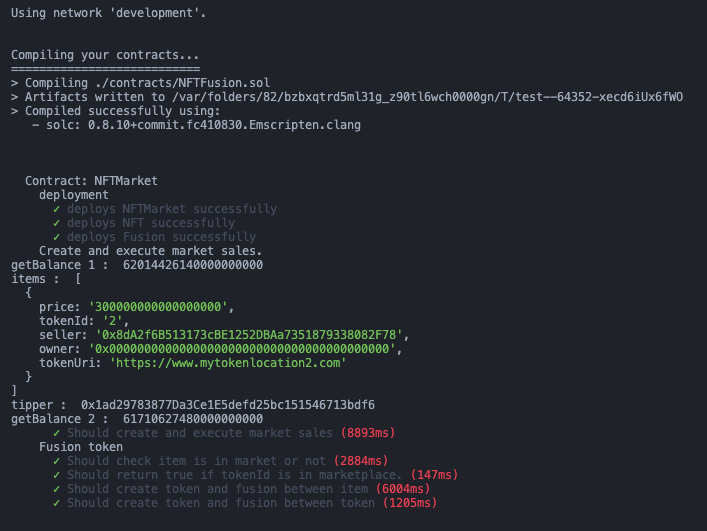 Using network 'development'.
Compiling your contracts...
===========================
> Compiling ./contracts/NFTFusion.sol
> Artifacts written to /var/folders/82/bzbxqtrd5ml31g_z90tl6wch0000gn/T/test--64352-xecd6iUx6fWO
> Compiled successfully using:
- solc: 0.8.10+commit.fc410830.Emscripten.clang
Contract: NFTMarket
deployment
✓ deploys NFTMarket successfully
✓ deploys NFT successfully
✓ deploys Fusion successfully
Create and execute market sales.
getBalance 1 :  62014426140000000000
items :  [
{
price: '300000000000000000',
tokenId: '2',
seller: '0x8dA2f6B513173cBE1252DBAa7351879338082F78',
owner: '0x0000000000000000000000000000000000000000',
tokenUri: 'https://www.mytokenlocation2.com'
}
]
tipper :  0x1ad29783877Da3Ce1E5defd25bc151546713bdf6
getBalance 2 :  61710627480000000000
✓ Should create and execute market sales (8893ms)
Fusion token
✓ Should check item is in market or not (2884ms)
✓ Should return true if tokenId is in marketplace. (147ms)
✓ Should create token and fusion between item (6004ms)
✓ Should create token and fusion between token (1205ms)